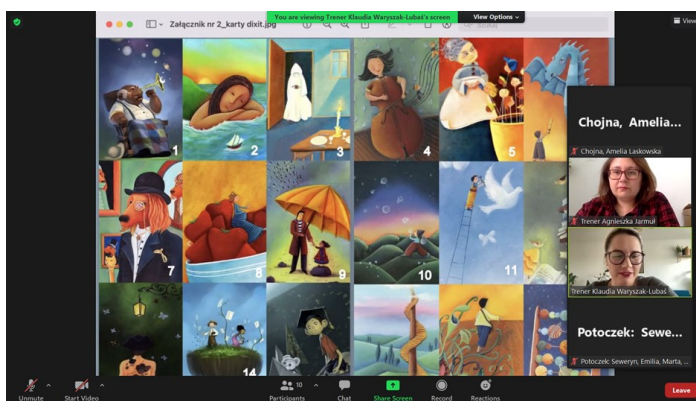 You are viewing Trener Klaudia Waryszak-Lubaś's screen
View Options
View
Załącznik nr 2_karty dixit.jpg
1
2
3
4
5
7
8
9
10
11
14
Chojna, Amelia...
Chojna, Amelia Laskowska
Trener Agnieszka Jarmuł
Trener Klaudia Waryszak-Lubaś
Potoczek: Sewe...
Potoczek: Seweryn, Emilia, Marta, ...
Unmute
Start Video
10
Participants
Chat
Share Screen
Record
Reactions
Leave